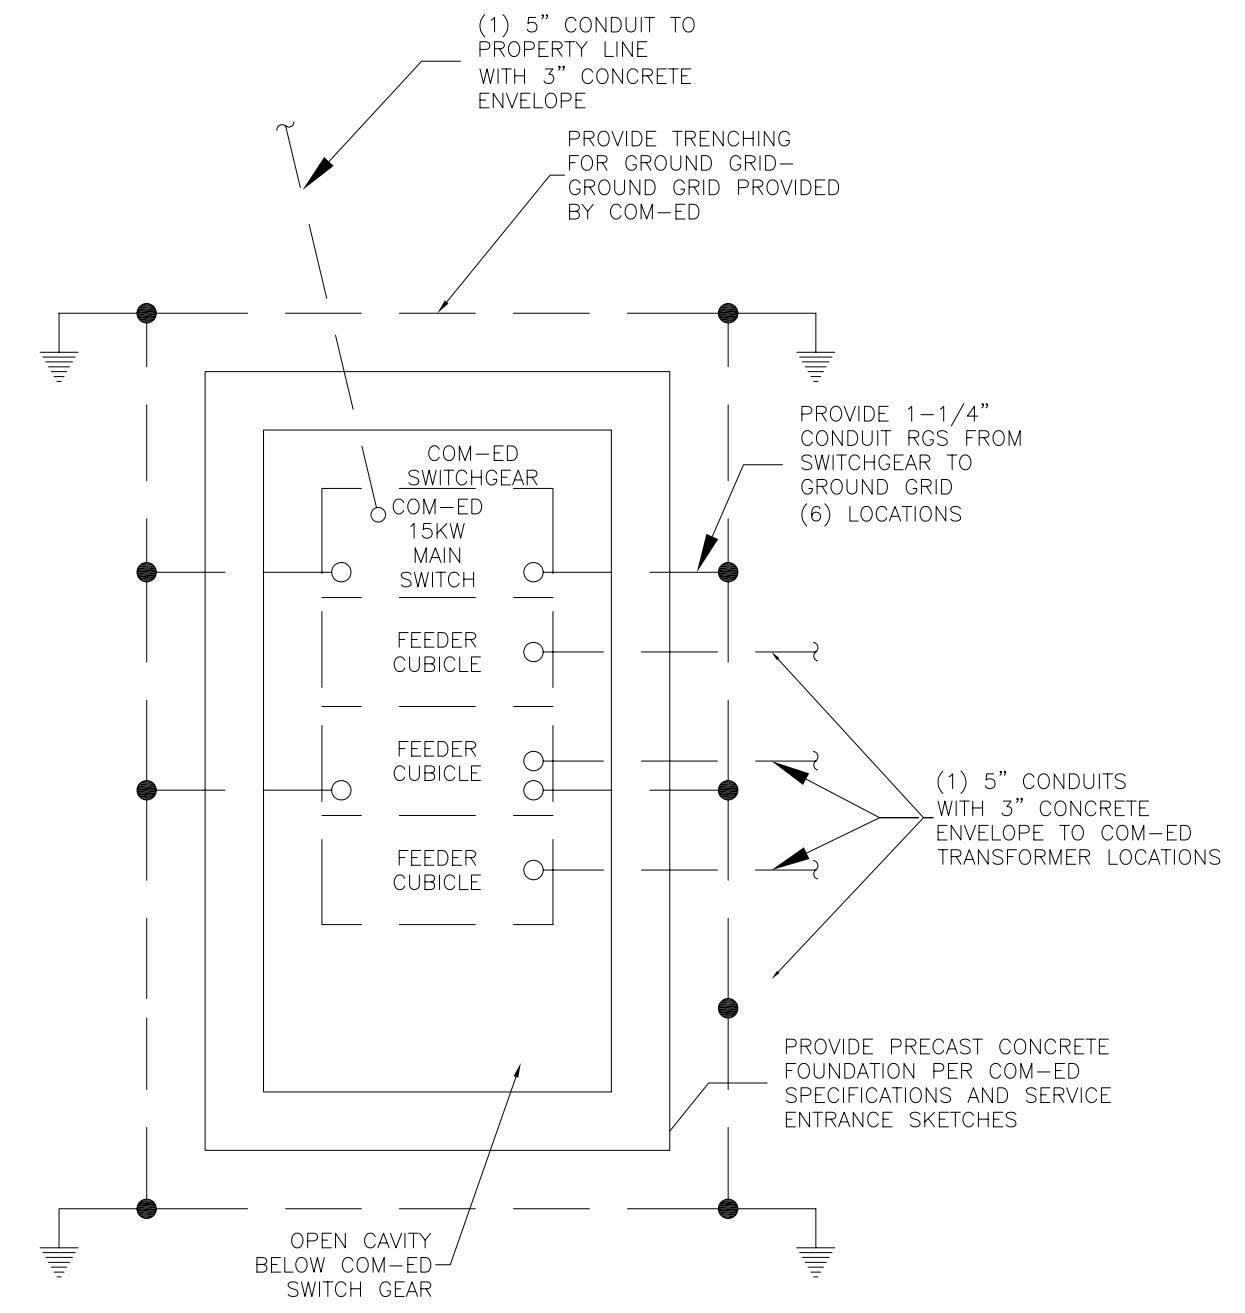 (1) 5” CONDUIT TO
PROPERTY LINE
WITH 3” CONCRETE
ENVELOPE
PROVIDE TRENCHING
FOR GROUND GRID–
GROUND GRID PROVIDED
BY COM–ED
PROVIDE 1–1/4”
CONDUIT RGS FROM
SWITCHGEAR TO
GROUND GRID
(6) LOCATIONS
COM–ED
SWITCHGEAR
COM–ED
15KW
MAIN
SWITCH
FEEDER
CUBICLE
FEEDER
CUBICLE
FEEDER
CUBICLE
(1) 5” CONDUITS
WITH 3” CONCRETE
ENVELOPE TO COM–ED
TRANSFORMER LOCATIONS
PROVIDE PRECAST CONCRETE
FOUNDATION PER COM–ED
SPECIFICATIONS AND SERVICE
ENTRANCE SKETCHES
OPEN CAVITY
BELOW COM–ED
SWITCH GEAR